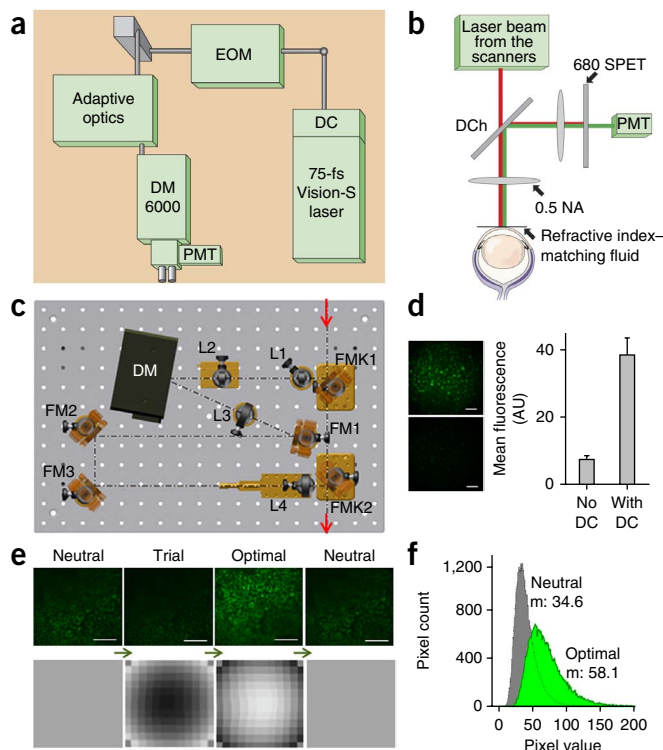 a
EOM
Adaptive
optics
DC
DM
6000
75-fs
Vision-S
laser
PMT
b
Laser beam
from the
scanners
680 SPET
DCh
PMT
0.5 NA
Refractive index–
matching fluid
c
L2
L1
FMK1
DM
FM2
L3
FM1
FM3
L4
FMK2
d
Mean fluorescence
(AU)
40
20
0
No
DC
With
DC
e
Neutral
Trial
Optimal
Neutral
f
Pixel count
1,200
800
400
0
Neutral
m: 34.6
Optimal
m: 58.1
0
50
100
150
200
Pixel value